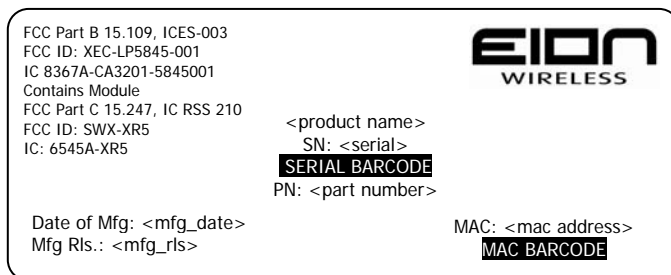 FCC Part B 15.109, ICES-003
FCC ID: XEC-LP5845-001
IC 8367A-CA3201-5845001
Contains Module
FCC Part C 15.247, IC RSS 210
FCC ID: SWX-XR5
IC: 6545A-XR5
EION
WIRELESS
<product name>
SN: <serial>
SERIAL BARCODE
PN: <part number>
Date of Mfg: <mfg_date>
Mfg Rls.: <mfg_rls>
MAC: <mac address>
MAC BARCODE